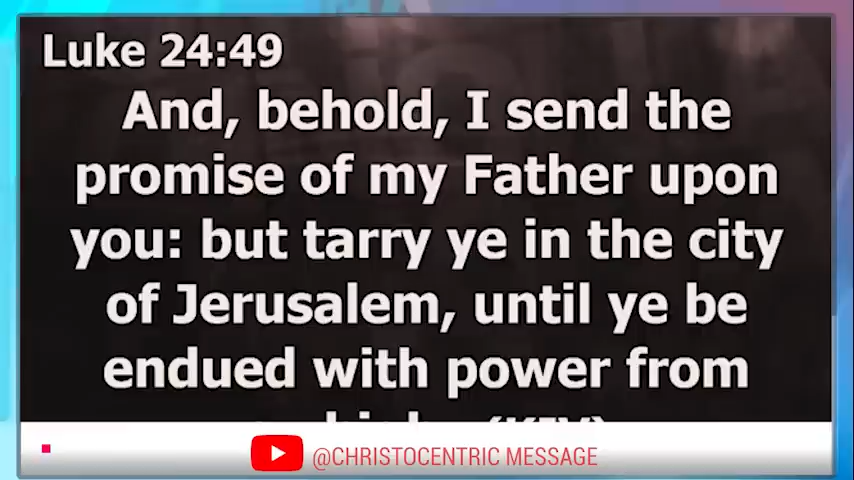 Luke 24:49
And, behold, I send the
promise of my Father upon
you: but tarry ye in the city
of Jerusalem, until ye be
endued with power from
@CHRISTOCENTRIC MESSAGE